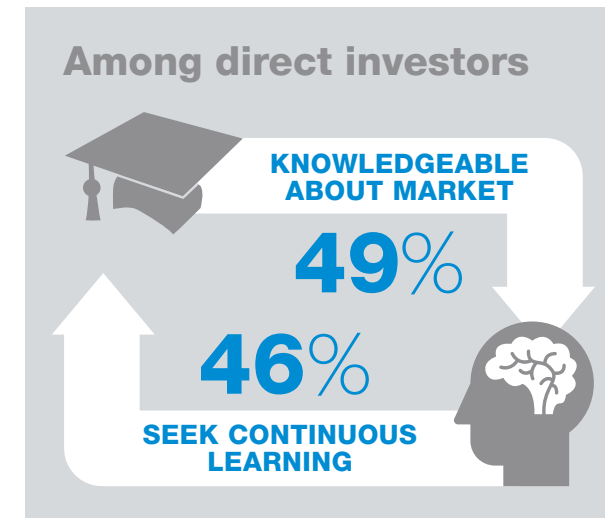 Among direct investors
KNOWLEDGEABLE
ABOUT MARKET
49%
46%
SEEK CONTINUOUS
LEARNING